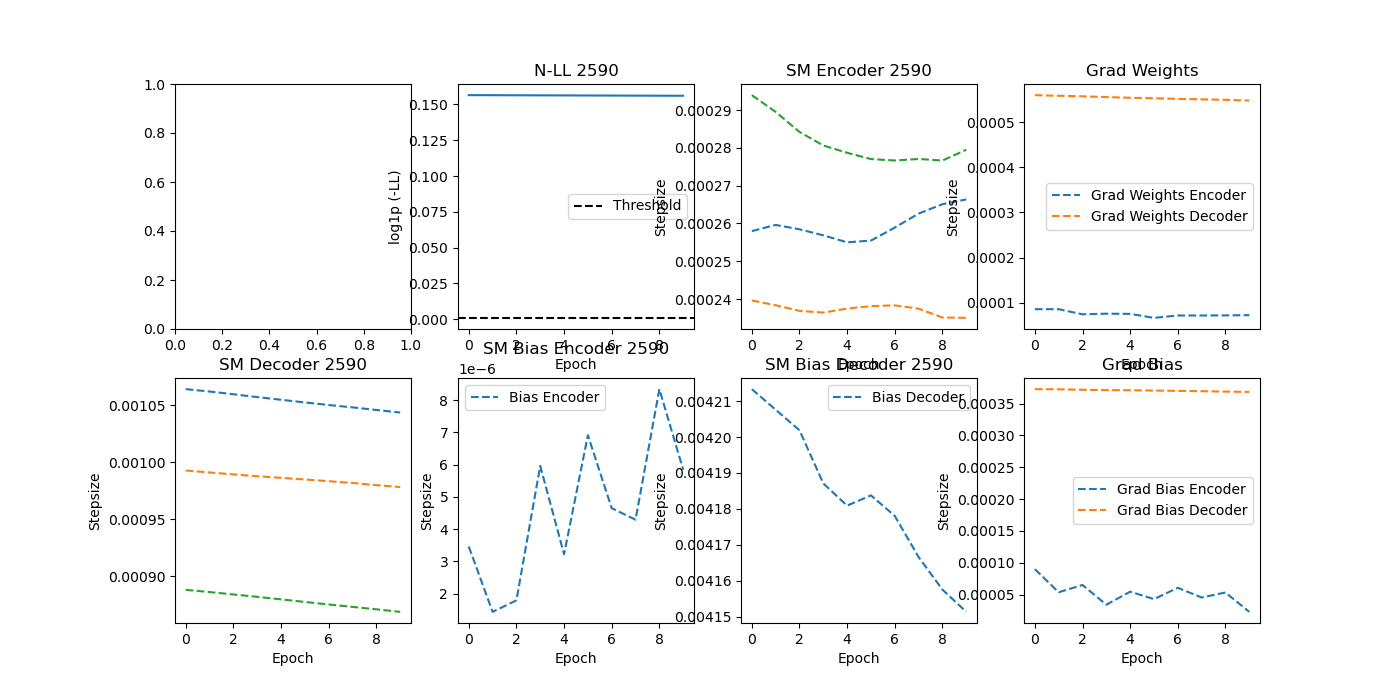 1.0
0.8
0.6
0.4
0.2
0.0
0.0 0.2 0.4 0.6 0.8 1.0
N-LL 2590
log1p (-LL)
0.150
0.125
0.100
0.075
0.050
0.025
0.000
Threshold
0 2 4 6 8
Epoch
SM Encoder 2590
Stepsize
0.00029
0.00028
0.00027
0.00026
0.00025
0.00024
Epoch
Grad Weights
Stepsize
0.0005
0.0004
0.0003
0.0002
0.0001
Grad Weights Encoder
Grad Weights Decoder
0 2 4 6 8
Epoch
SM Decoder 2590
Stepsize
0.00105
0.00100
0.00095
0.00090
0 2 4 6 8
Epoch
SM Bias Encoder 2590
1e−6
Stepsize
8
7
6
5
4
3
2
Bias Encoder
0 2 4 6 8
Epoch
SM Bias Decoder 2590
Stepsize
0.00421
0.00420
0.00419
0.00418
0.00417
0.00416
0.00415
Bias Decoder
0 2 4 6 8
Epoch
Grad Bias
Stepsize
0.00035
0.00030
0.00025
0.00020
0.00015
0.00010
0.00005
Grad Bias Encoder
Grad Bias Decoder
0 2 4 6 8
Epoch